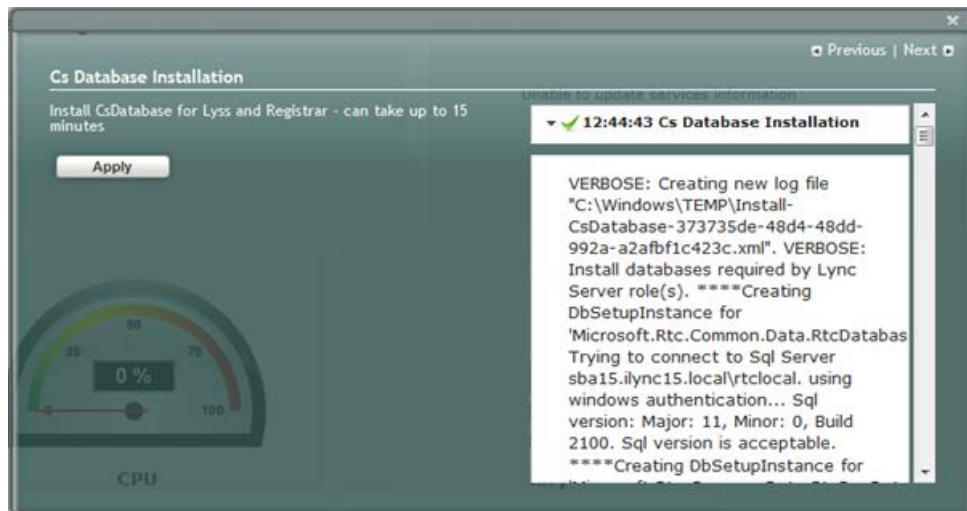 Previous | Next
Cs Database Installation
Install CsDatabase for Lyss and Registrar - can take up to 15
minutes
Apply
Unable to update services information
12:44:43 Cs Database Installation
VERBOSE: Creating new log file
"C:\Windows\TEMP\Install-
CsDatabase-373735de-48d4-48dd-
992a-a2afbf1c423c.xml". VERBOSE:
Install databases required by Lync
Server role(s). ****Creating
DbSetupInstance for
'Microsoft.Rtc.Common.Data.RtcDatabas
Trying to connect to Sql Server
sba15.ilync15.local\rtclocal. using
windows authentication... Sql
version: Major: 11, Minor: 0, Build
2100. Sql version is acceptable.
****Creating DbSetupInstance for
25
75
0 %
0
100
CPU